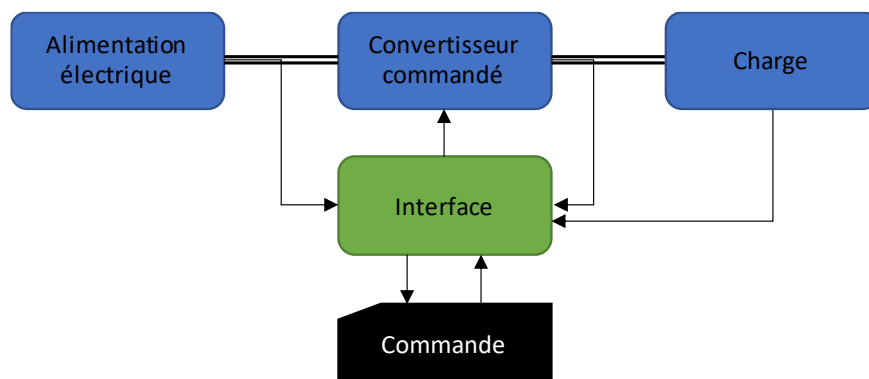 Alimentation
électrique
Convertisseur
commandé
Charge
Interface
Commande